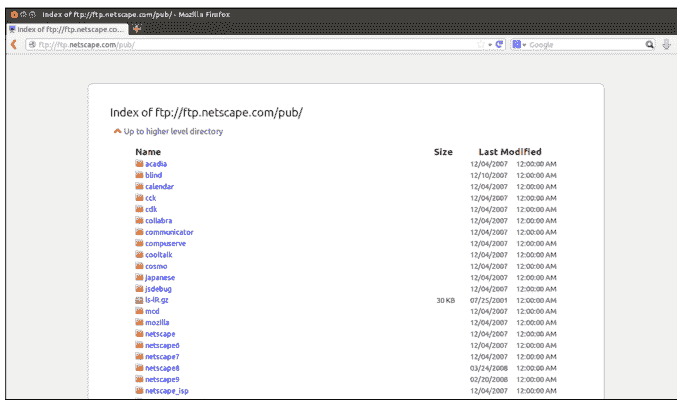 Index of ftp://ftp.netscape.com/pub/ - Mozilla Firefox
Index of ftp://ftp.netscape.co...
ftp://ftp.netscape.com/pub/ Google
Index of ftp://ftp.netscape.com/pub/
Up to higher level directory
Name Size Last Modified
acadia 12/04/2007 12:00:00 AM
blind 12/10/2007 12:00:00 AM
calendar 12/04/2007 12:00:00 AM
cck 12/04/2007 12:00:00 AM
cdk 12/04/2007 12:00:00 AM
collabra 12/04/2007 12:00:00 AM
communicator 12/04/2007 12:00:00 AM
compuserve 12/04/2007 12:00:00 AM
cooltalk 12/04/2007 12:00:00 AM
cosmo 12/04/2007 12:00:00 AM
japanese 12/04/2007 12:00:00 AM
jsdebug 12/04/2007 12:00:00 AM
ls-lR.gz 30 KB 07/25/2001 12:00:00 AM
mcd 12/04/2007 12:00:00 AM
mozilla 12/04/2007 12:00:00 AM
netscape 12/04/2007 12:00:00 AM
netscape6 12/04/2007 12:00:00 AM
netscape7 12/04/2007 12:00:00 AM
netscape8 03/24/2008 12:00:00 AM
netscape9 02/20/2008 12:00:00 AM
netscape_isp 12/04/2007 12:00:00 AM